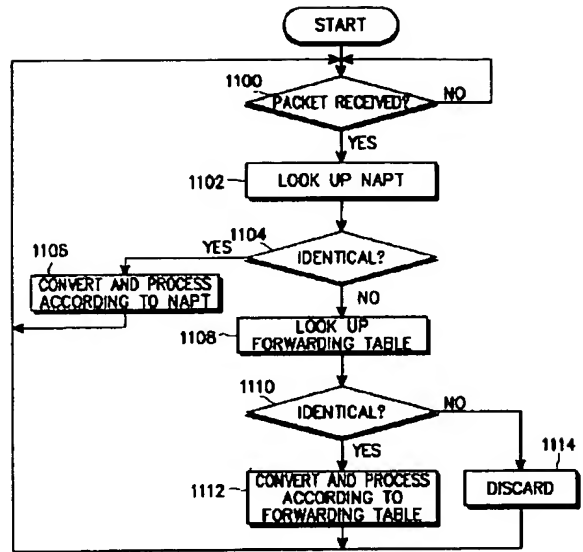 START
1100
PACKET RECEIVED?
NO
YES
1102
LOOK UP NAPT
1104
YES
IDENTICAL?
1106
CONVERT AND PROCESS
ACCORDING TO NAPT
NO
1108
LOOK UP
FORWARDING TABLE
1110
IDENTICAL?
NO
YES
1114
1112
CONVERT AND PROCESS
ACCORDING TO
FORWARDING TABLE
DISCARD